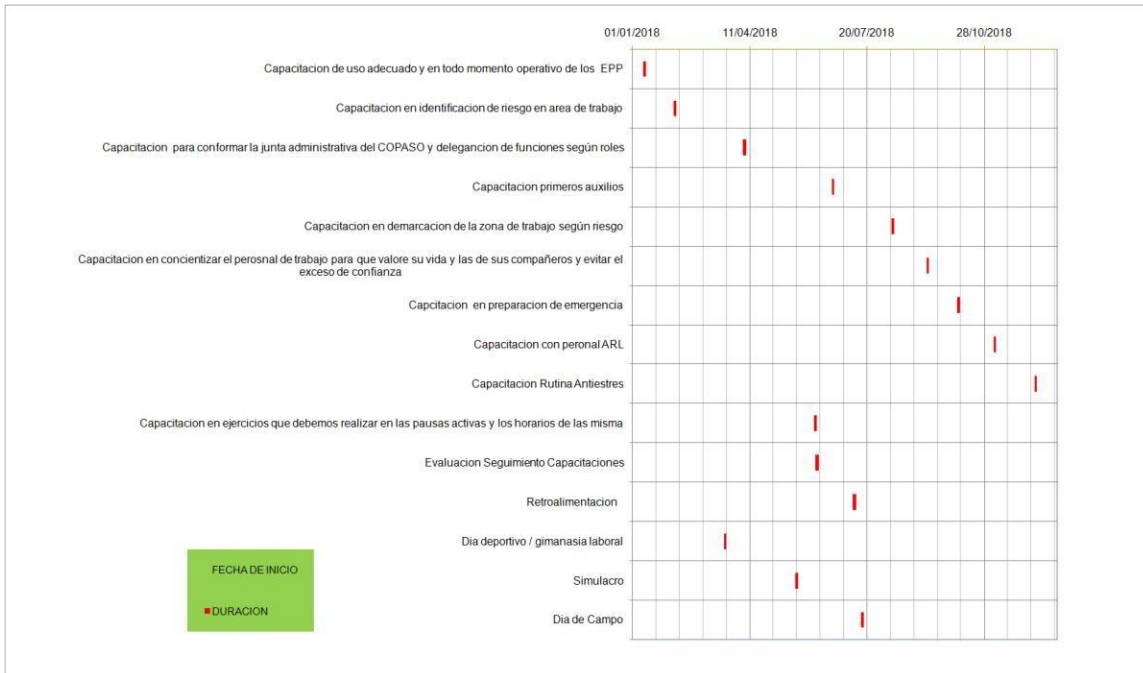 01/01/2018 11/04/2018 20/07/2018 28/10/2018
Capacitacion de uso adecuado y en todo momento operativo de los EPP
Capacitacion en identificacion de riesgo en area de trabajo
Capacitacion para conformar la junta administrativa del COPASO y delegancion de funciones según roles
Capacitacion primeros auxilios
Capacitacion en demarcacion de la zona de trabajo según riesgo
Capacitacion en concientizar el perosnal de trabajo para que valore su vida y las de sus compañeros y evitar el
exceso de confianza
Capcitacion en preparacion de emergencia
Capacitacion con peronal ARL
Capacitacion Rutina Antiestres
Capacitacion en ejercicios que debemos realizar en las pausas activas y los horarios de las misma
Evaluacion Seguimiento Capacitaciones
Retroalimentacion
Dia deportivo / gimanasia laboral
Simulacro
Dia de Campo
FECHA DE INICIO
DURACION